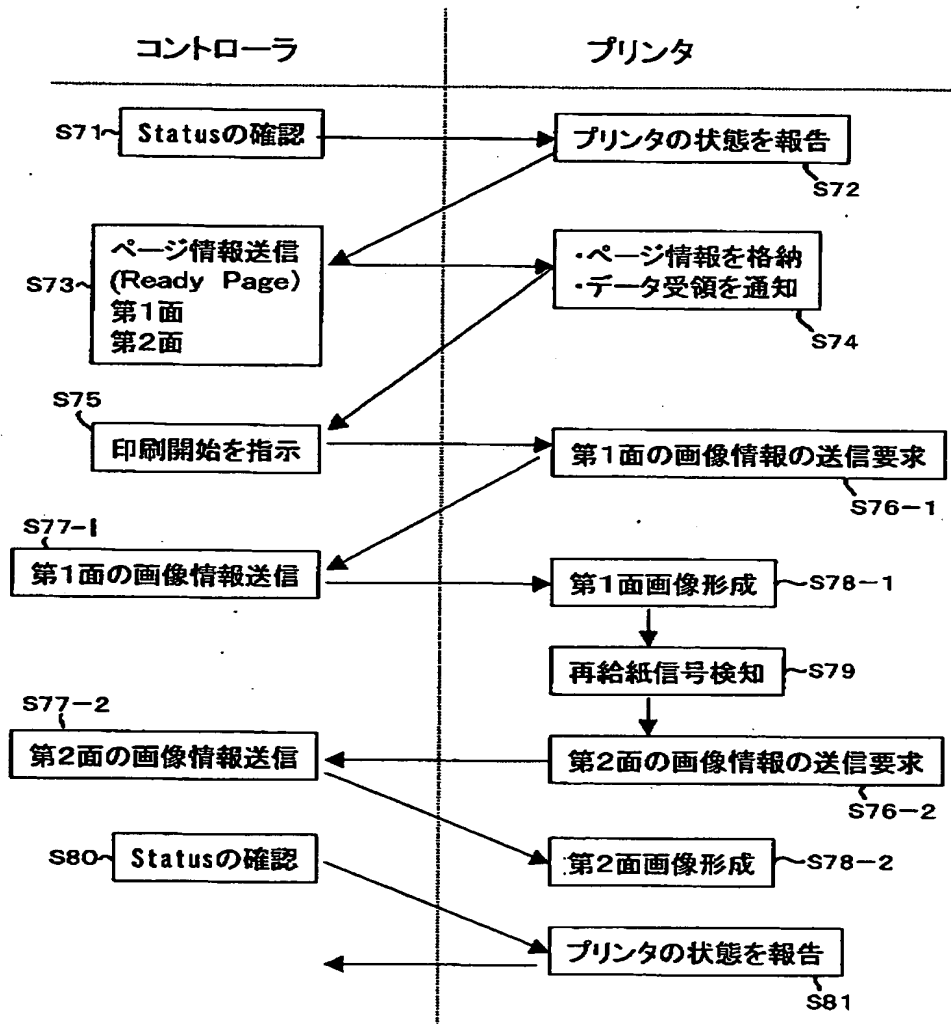 コントローラ
プリンタ
S71
Statusの確認
プリンタの状態を報告
S72
S73
ページ情報送信
(Ready Page)
第1面
第2面
・ページ情報を格納
・データ受領を通知
S74
S75
印刷開始を指示
第1面の画像情報の送信要求
S76-1
S77-1
第1面の画像情報送信
第1面画像形成
S78-1
再給紙信号検知
S79
S77-2
第2面の画像情報送信
第2面の画像情報の送信要求
S76-2
S80
Statusの確認
第2面画像形成
S78-2
プリンタの状態を報告
S81